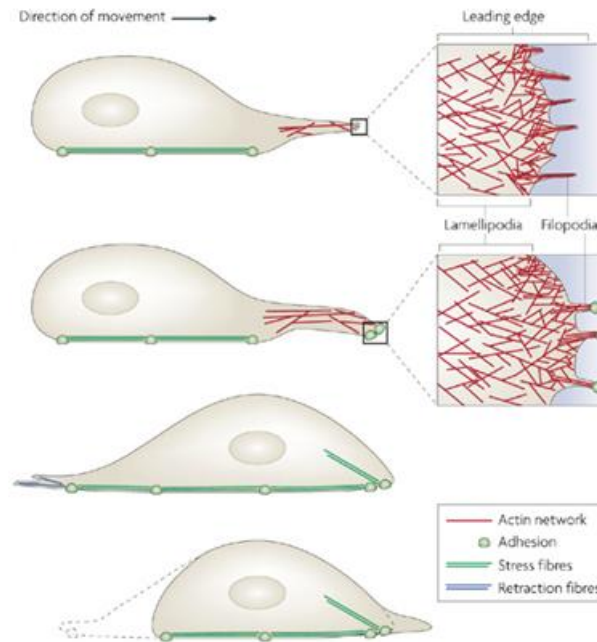 Direction of movement
Leading edge
Lamellipodia
Filopodia
Actin network
Adhesion
Stress fibres
Retraction fibres